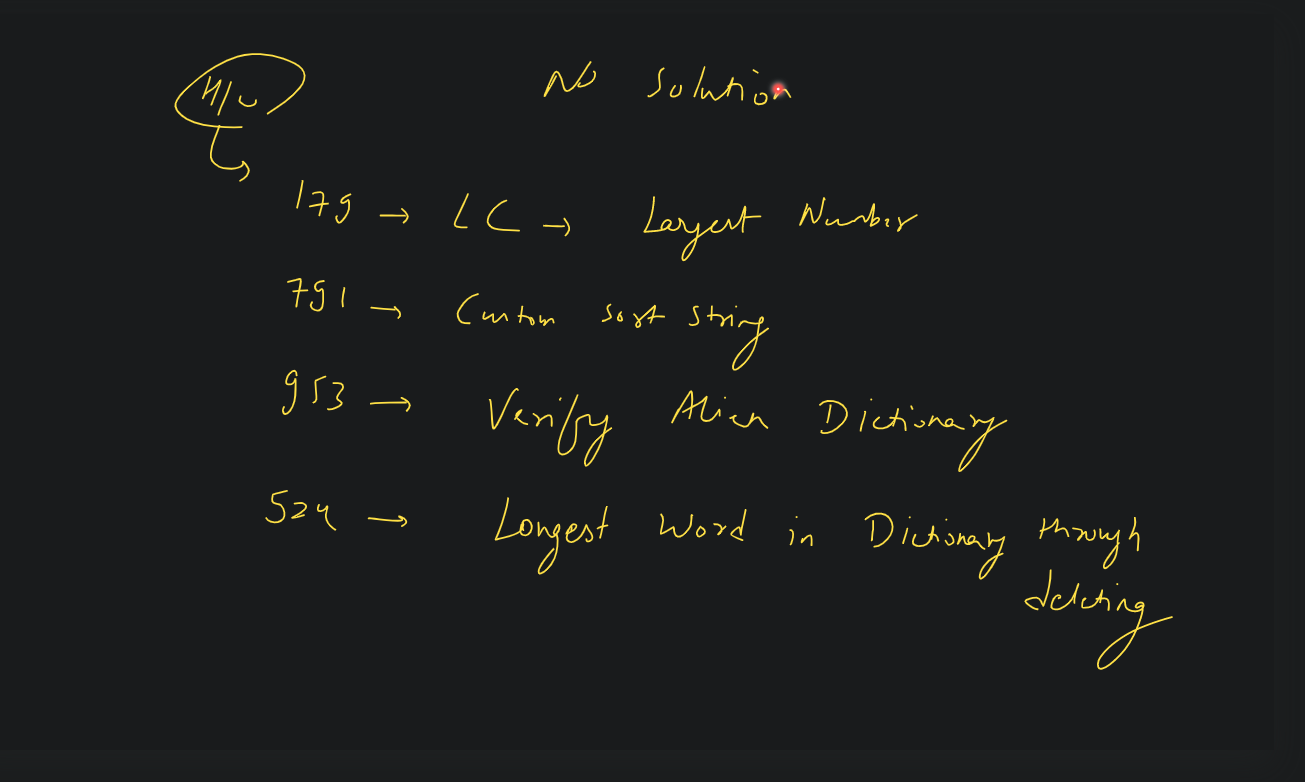 H/W
No Solution
179 → LC → Largest Number
791 → Custom sort string
953 → Verify Alien Dictionary
524 → Longest Word in Dictionary through
deleting